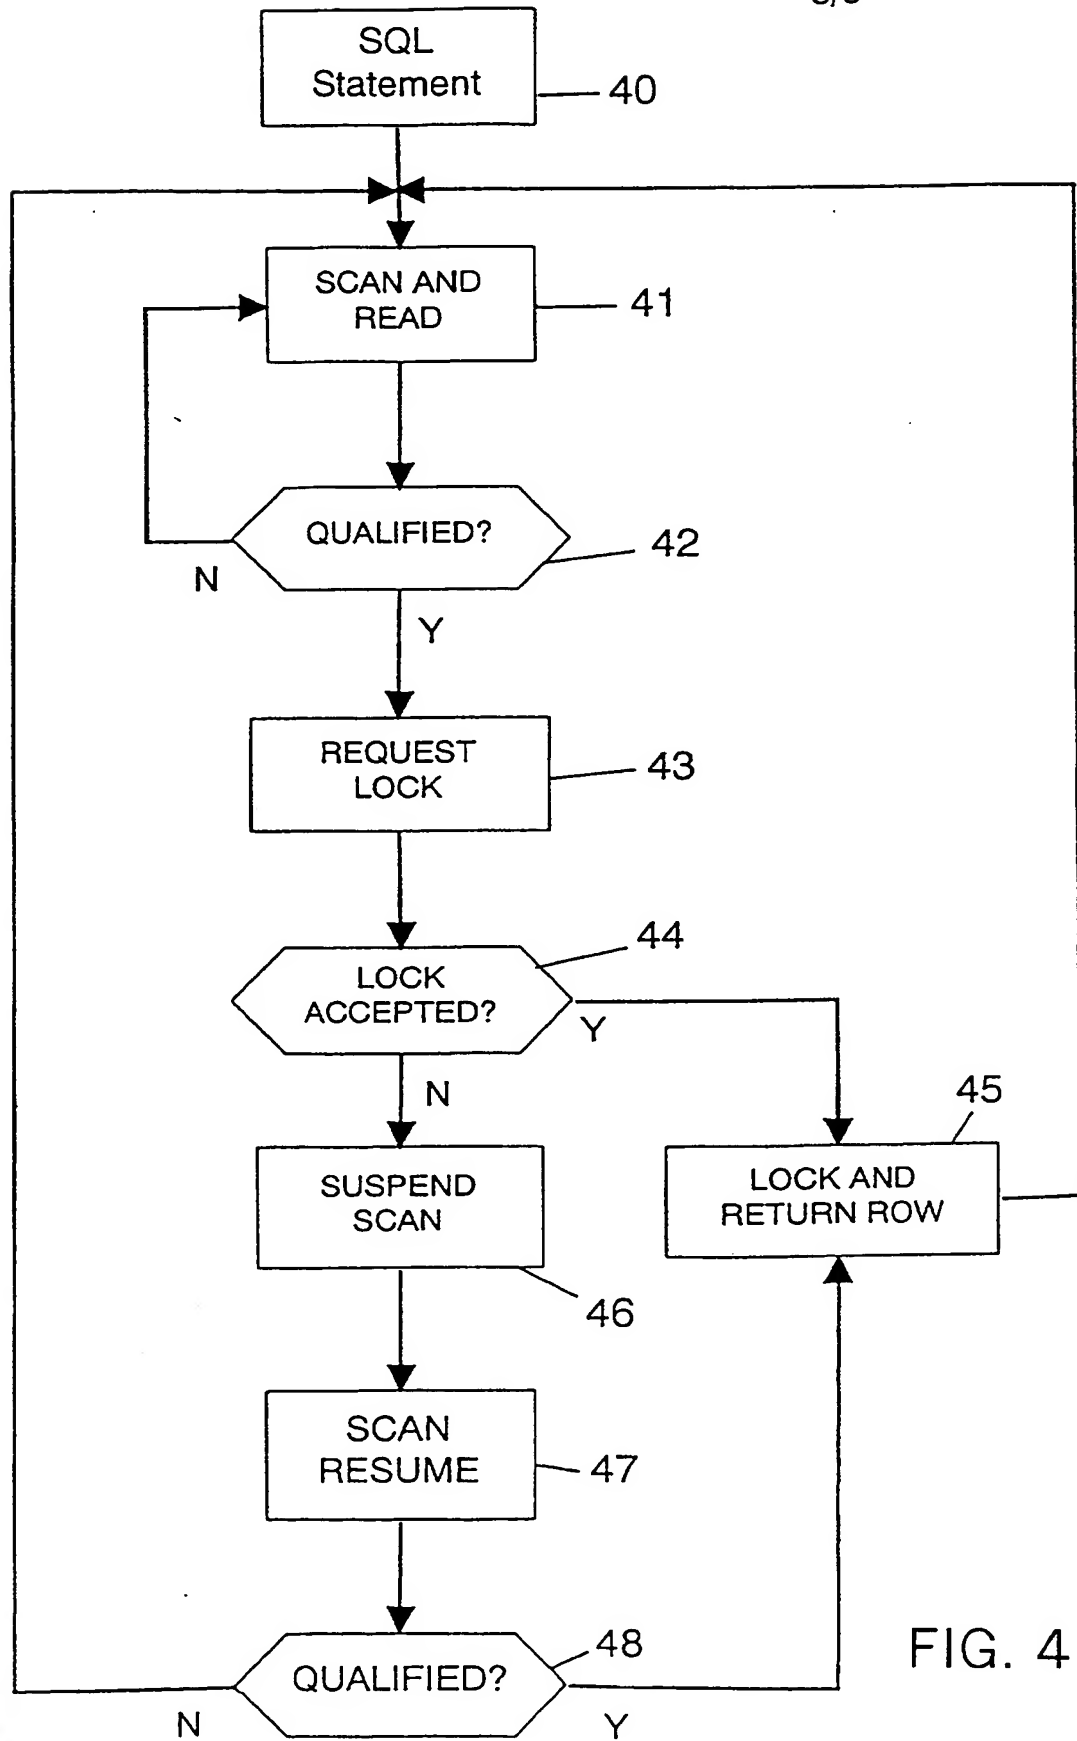 SQL
Statement
40
SCAN AND
READ
41
QUALIFIED?
42
N
Y
REQUEST
LOCK
43
44
LOCK
ACCEPTED?
Y
N
45
SUSPEND
SCAN
LOCK AND
RETURN ROW
46
SCAN
RESUME
47
48
QUALIFIED?
FIG. 4
N
Y